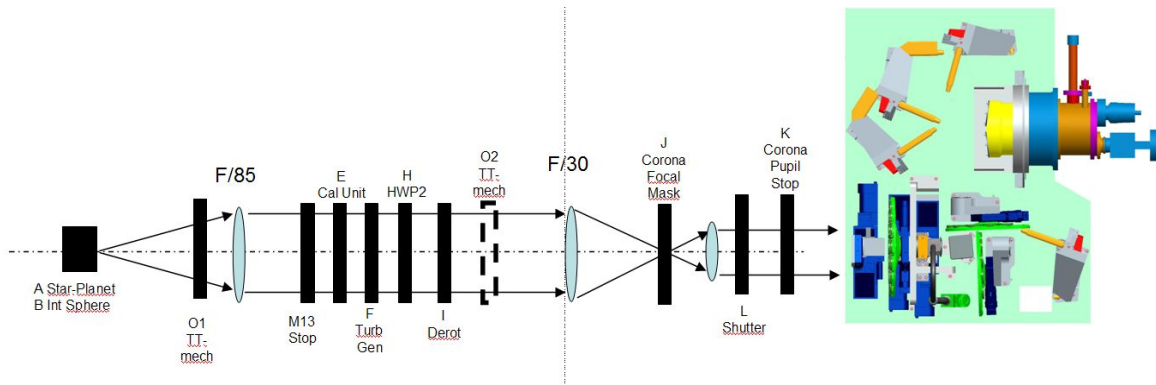 F/85
E
Cal Unit
H
HWP2
O2
TT-
mech
F/30
J
Corona
Focal
Mask
K
Corona
Pupil
Stop
A Star-Planet
B Int Sphere
O1
TT-
mech
M13
Stop
F
Turb
Gen
I
Derot
L
Shutter